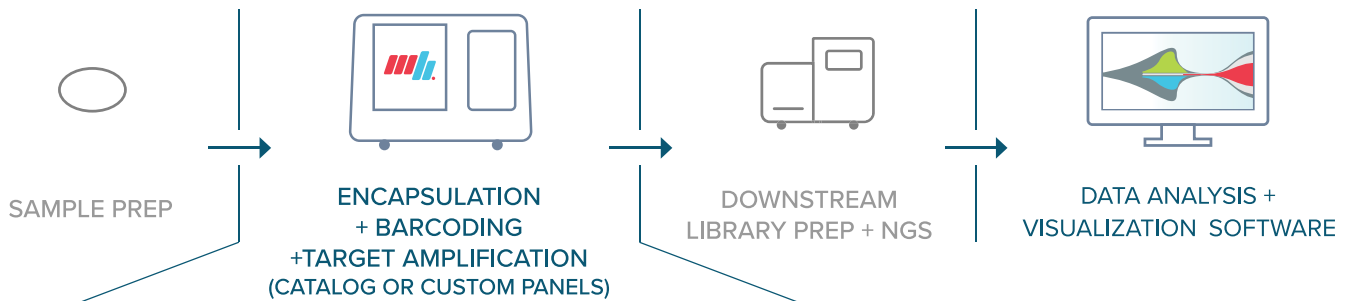 SAMPLE PREP
ENCAPSULATION
+ BARCODING
+TARGET AMPLIFICATION
(CATALOG OR CUSTOM PANELS)
DOWNSTREAM
LIBRARY PREP + NGS
DATA ANALYSIS +
VISUALIZATION SOFTWARE